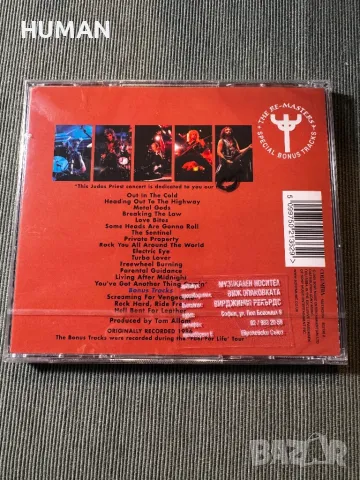 HUMAN
THE RE-MASTERS
SPECIAL BONUS TRACKS
"This Judas Priest concert is dedicated to you our
Out In The Cold
Heading Out To The Highway
Metal Gods
Breaking The Law
Love Bites
Some Heads Are Gonna Roll
The Sentinel
Private Property
Rock You All Around The World
Electric Eye
Turbo Lover
Freewheel Burning
Parental Guidance
Living After Midnight
You've Got Another Thing
Bonus Tracks
Screaming For Vengeance
Rock Hard, Ride Free
Hell Bent For Leather
Produced by Tom Allom
ORIGINALLY RECORDED
The Bonus Tracks were recorded during the 'Fuel For Life' Tour
МУЗИКАЛЕН НОСИТЕЛ
ВИЖ ОПАКОВКАТА
ВИРДЖИНИЯ РЕКЪРДС
5 099750 213529 >
BAZAR